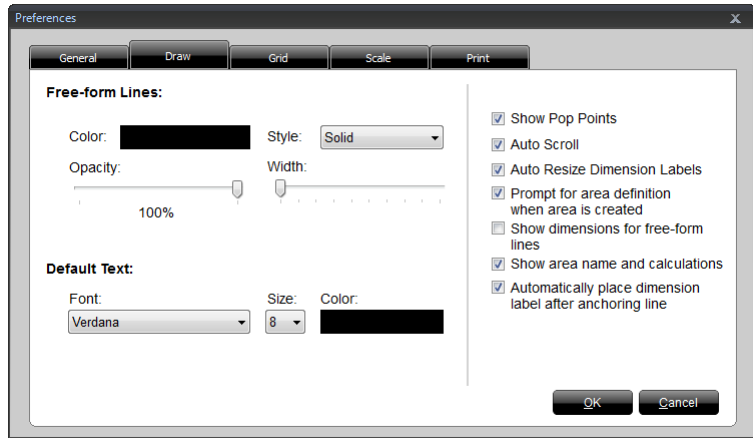 Preferences
X
General
Draw
Grid
Scale
Print
Free-form Lines:
Color:
Style:
Solid
Opacity:
Width:
100%
Default Text:
Font:
Size:
Color:
Verdana
8
Show Pop Points
Auto Scroll
Auto Resize Dimension Labels
Prompt for area definition
when area is created
Show dimensions for free-form
lines
Show area name and calculations
Automatically place dimension
label after anchoring line
OK
Cancel